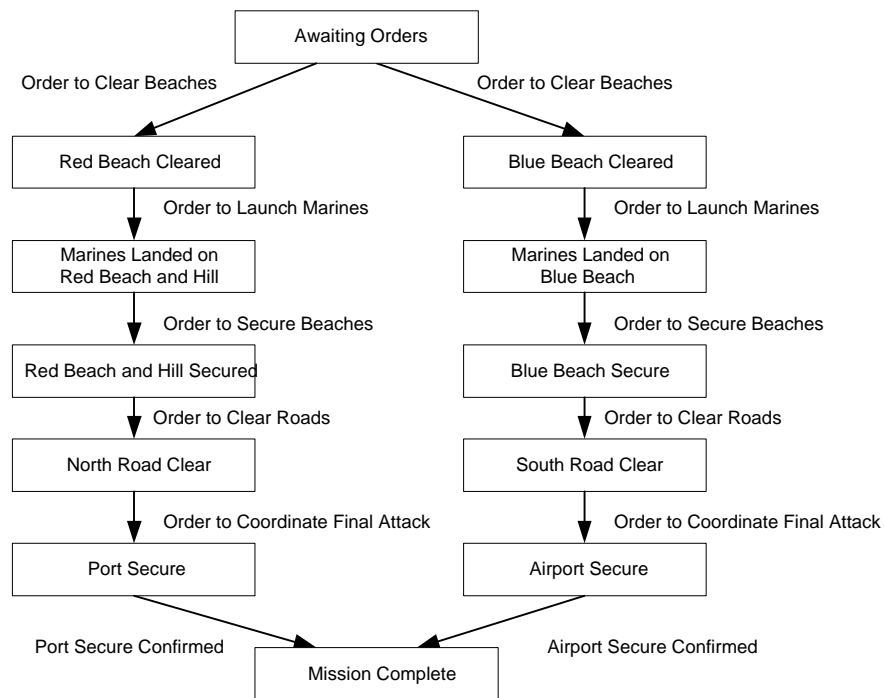 Awaiting Orders
Order to Clear Beaches
Order to Clear Beaches
Red Beach Cleared
Blue Beach Cleared
Order to Launch Marines
Order to Launch Marines
Marines Landed on
Red Beach and Hill
Marines Landed on
Blue Beach
Order to Secure Beaches
Order to Secure Beaches
Red Beach and Hill Secured
Blue Beach Secure
Order to Clear Roads
Order to Clear Roads
North Road Clear
South Road Clear
Order to Coordinate Final Attack
Order to Coordinate Final Attack
Port Secure
Airport Secure
Port Secure Confirmed
Airport Secure Confirmed
Mission Complete